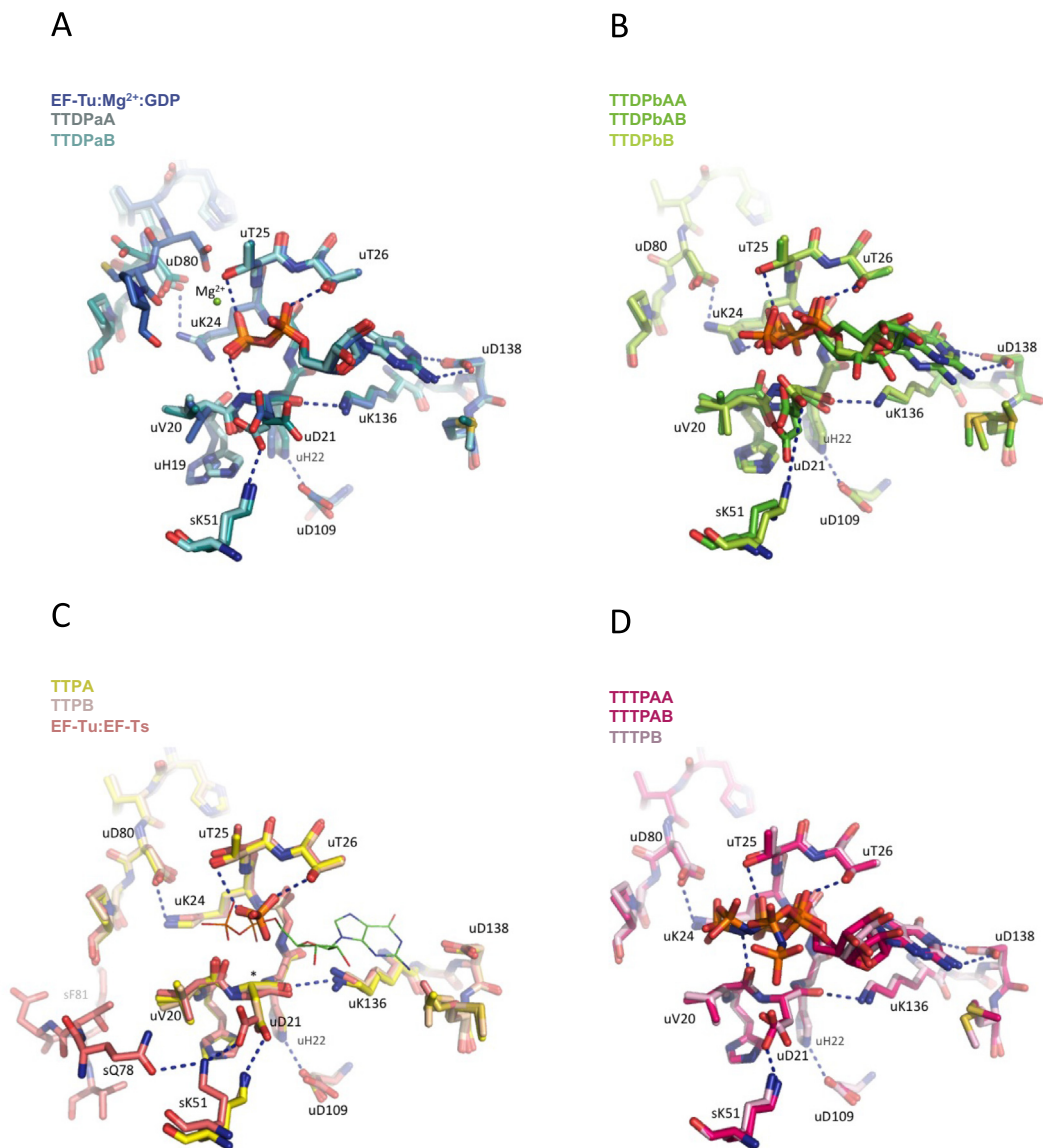 A
EF-Tu:Mg²⁺:GDP
TTDPaA
TTDPaB
uT25
uT26
uD80
Mg²⁺
uK24
uD138
uK136
uV20
uD21
uH22
uH19
sK51
uD109
B
TTDPbAA
TTDPbAB
TTDPbB
uT25
uD80
uT26
uK24
uD138
uK136
uV20
uH22
uD21
sK51
uD109
C
TTPA
TTPB
EF-Tu:EF-Ts
uD80
uT25
uT26
uK24
uD138
*
uK136
sF81
uV20
uD21
uH22
sQ78
sK51
uD109
D
TTTPAA
TTTPAB
TTTPB
uT25
uD80
uT26
uK24
uD138
uK136
uV20
uH22
uD21
sK51
uD109